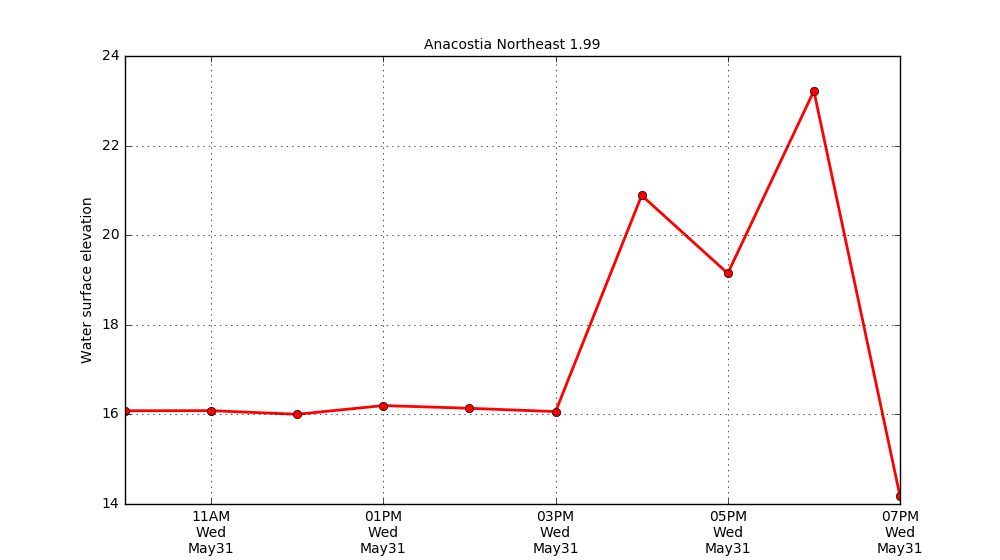 Anacostia Northeast 1.99
Water surface elevation
24
22
20
18
16
14
11AM
Wed
May31
01PM
Wed
May31
03PM
Wed
May31
05PM
Wed
May31
07PM
Wed
May31